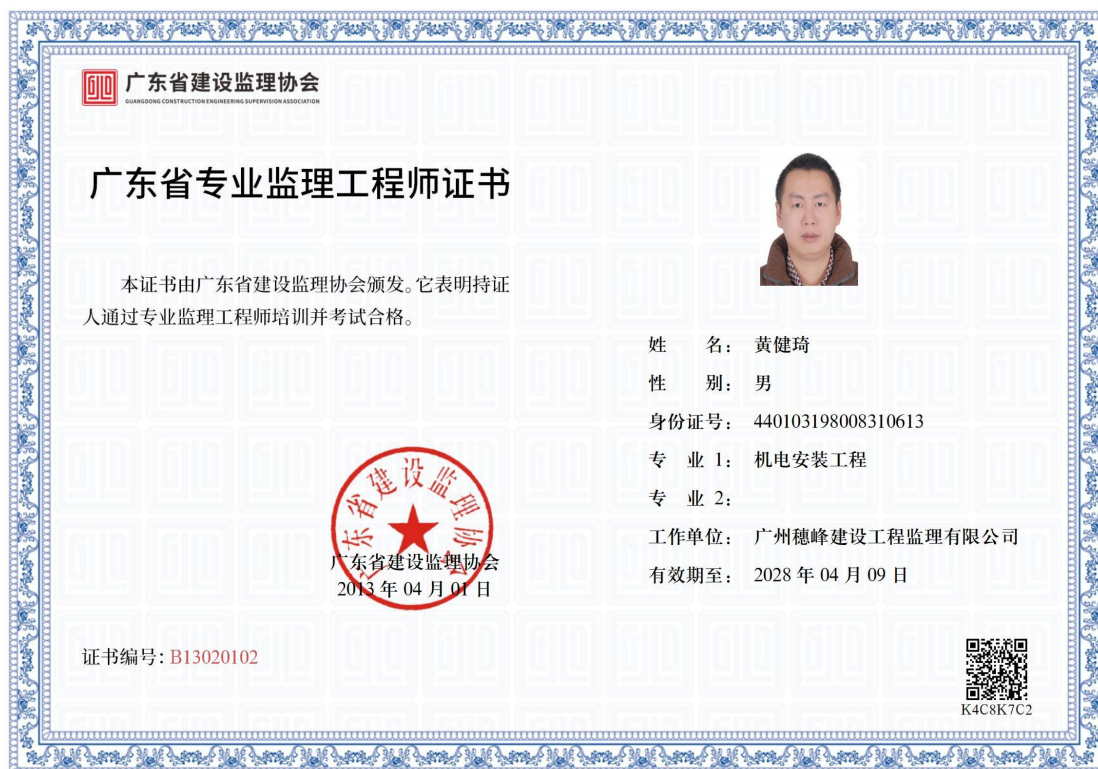 广东省建设监理协会
GUANGDONG CONSTRUCTION ENGINEERING SUPERVISION ASSOCIATION
广东省专业监理工程师证书
本证书由广东省建设监理协会颁发。它表明持证
人通过专业监理工程师培训并考试合格。
姓 名： 黄健琦
性 别： 男
身份证号： 440103198008310613
专 业 1： 机电安装工程
专 业 2：
工作单位： 广州穗峰建设工程监理有限公司
有效期至： 2028 年 04 月 09 日
广东省建设监理协会
广东省建设监理协会
2013 年 04 月 01 日
证书编号: B13020102
K4C8K7C2